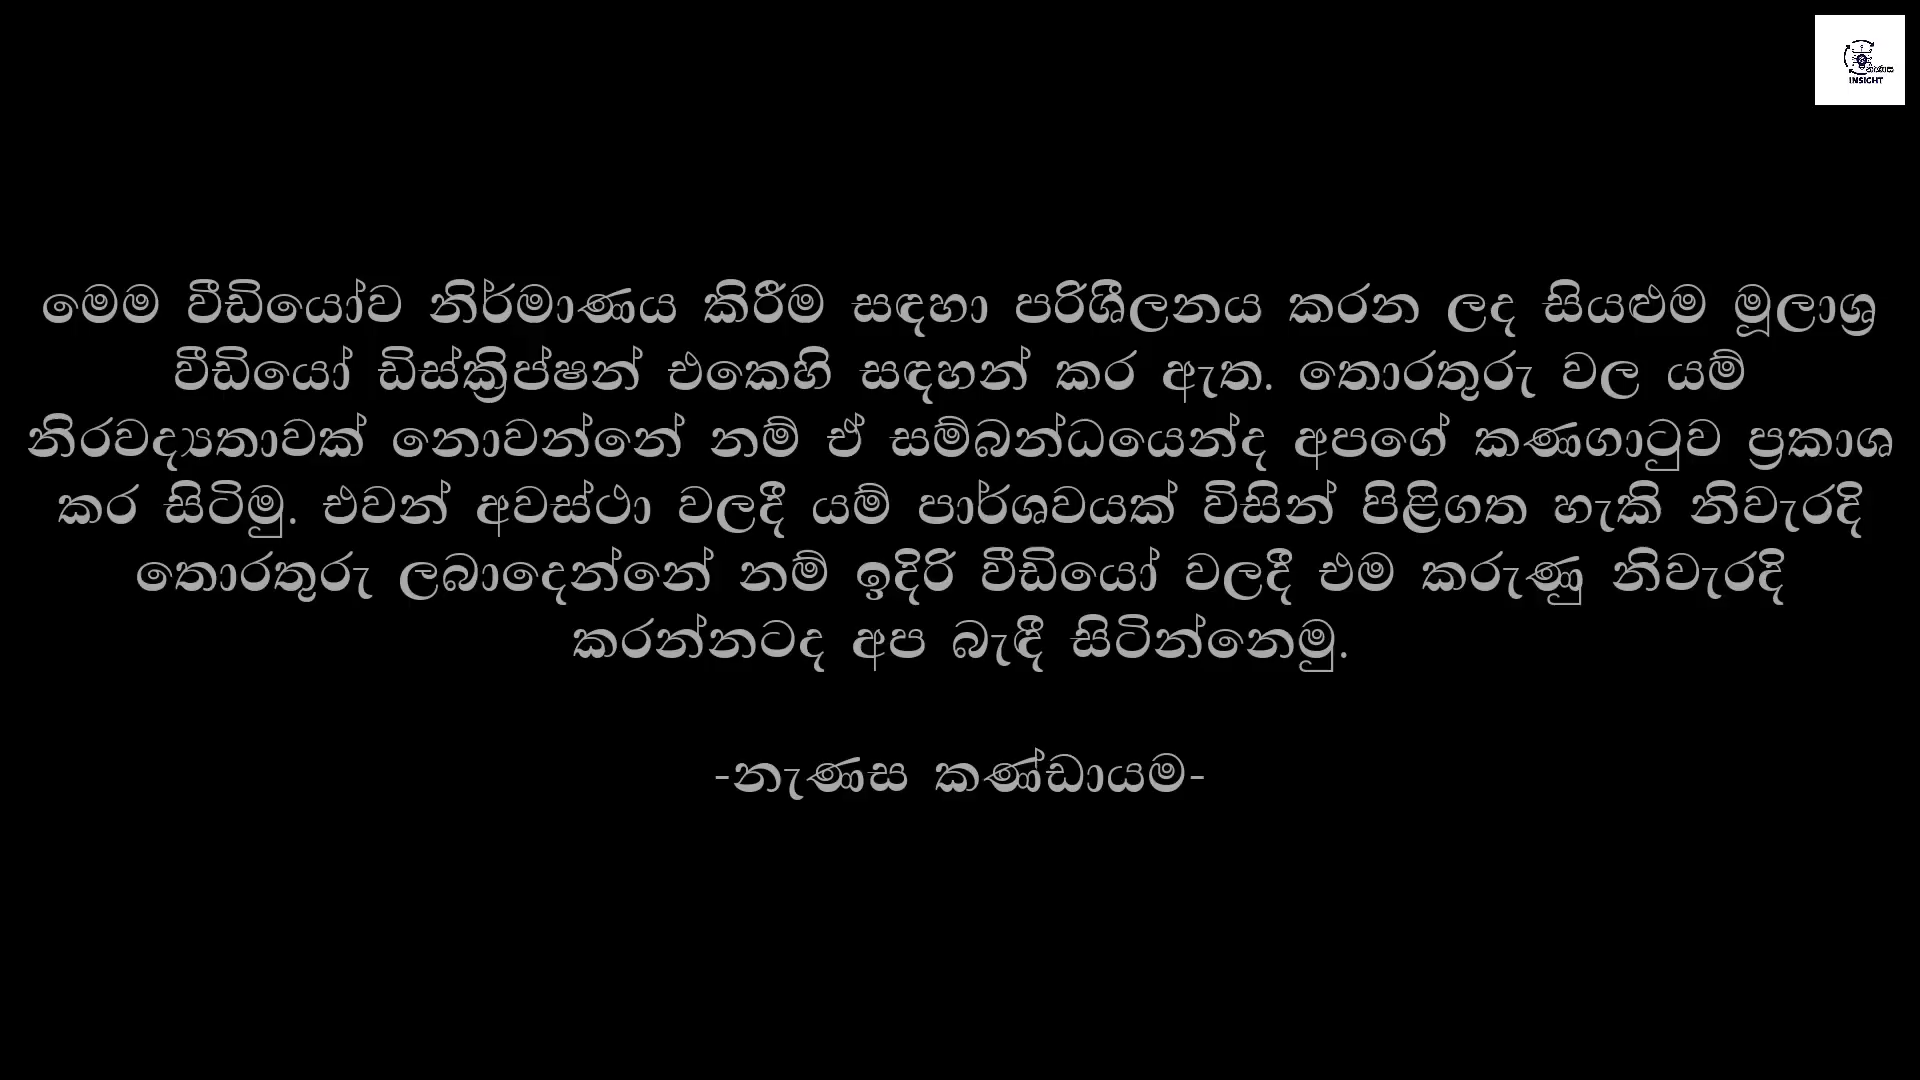 නැණස
INSIGHT
මෙම වීඩියෝව නිර්මාණය කිරීම සඳහා පරිශීලනය කරන ලද සියළුම මූලාශ්‍ර
වීඩියෝ ඩිස්ක්‍රිප්ෂන් එකෙහි සඳහන් කර ඇත. තොරතුරු වල යම්
නිරවද්‍යතාවක් නොවන්නේ නම් ඒ සම්බන්ධයෙන්ද අපගේ කණගාටුව ප්‍රකාශ
කර සිටිමු. එවන් අවස්ථා වලදී යම් පාර්ශවයක් විසින් පිළිගත හැකි නිවැරදි
තොරතුරු ලබාදෙන්නේ නම් ඉදිරි වීඩියෝ වලදී එම කරුණු නිවැරදි
කරන්නටද අප බැඳී සිටින්නෙමු.
-නැණස කණ්ඩායම-